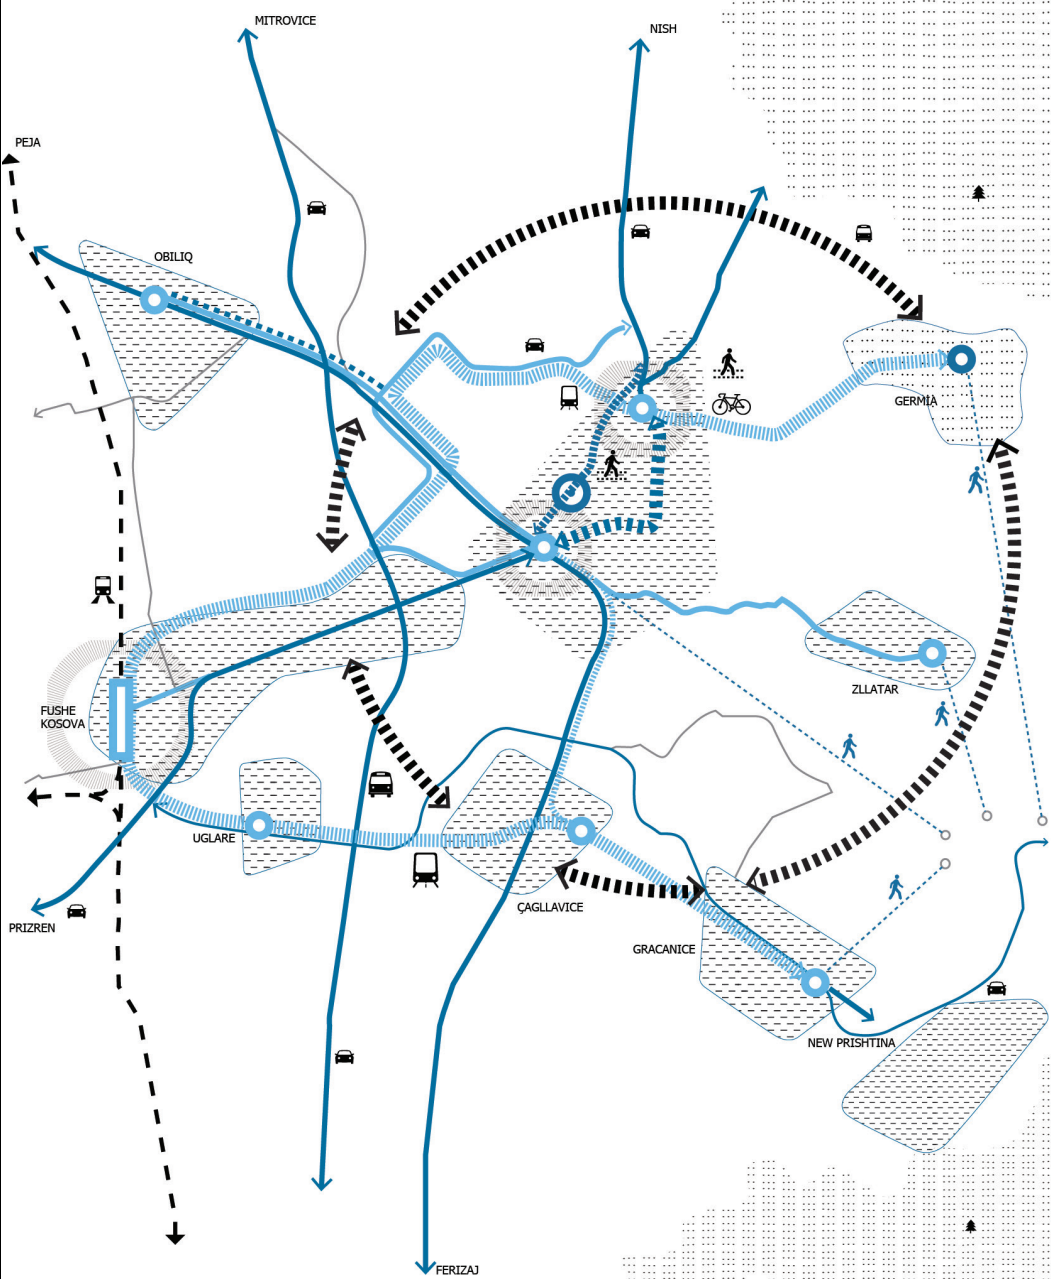 MITROVICE
NISH
PEJA
OBILIQ
GERMIA
ZLLATAR
FUSHE
KOSOVA
UGLARE
PRIZREN
ÇAGLLAVICE
GRACANICE
NEW PRISHTINA
FERIZAJ